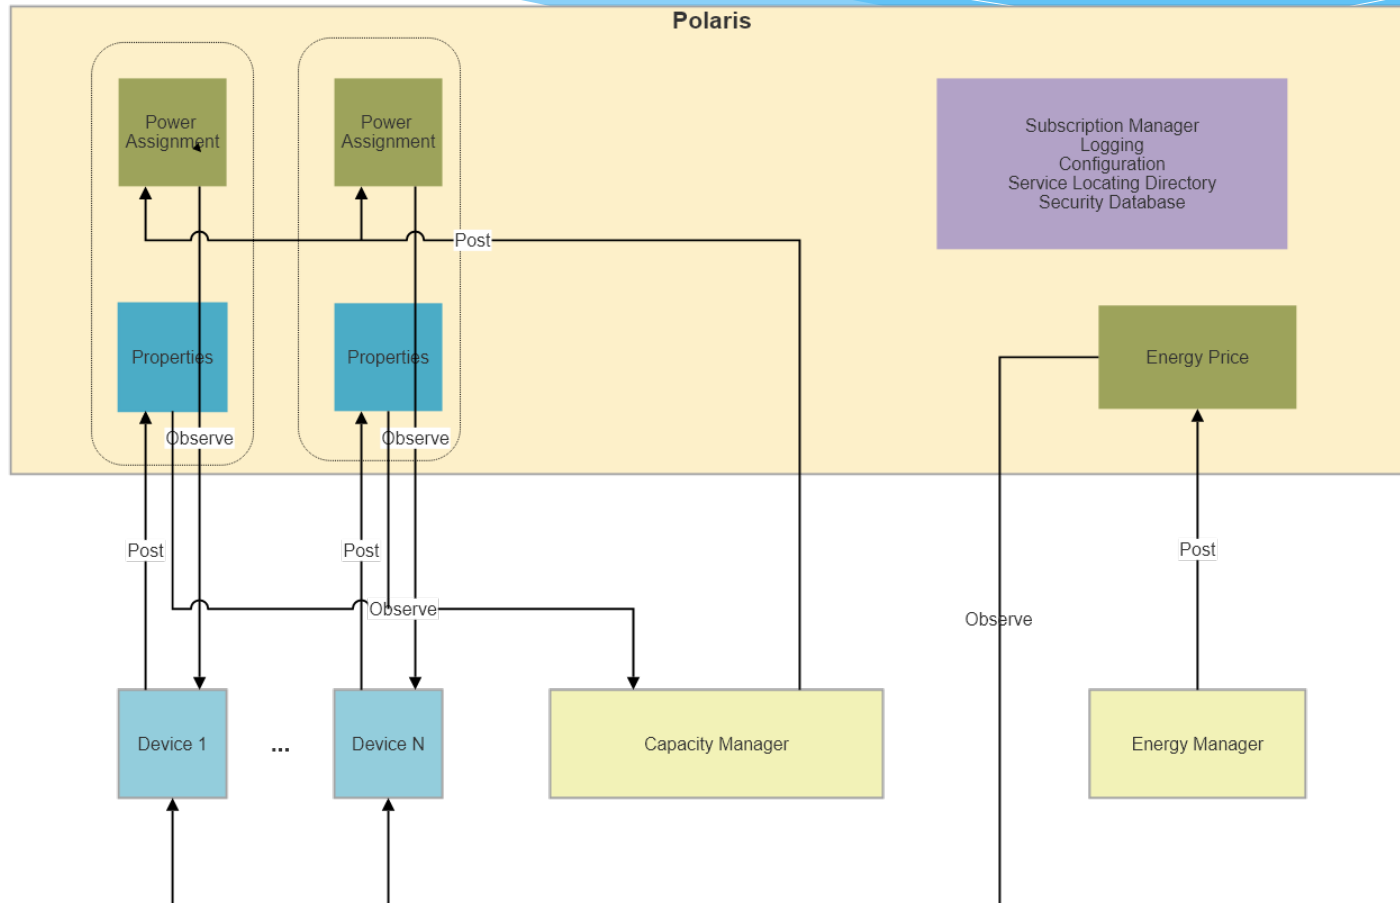 Polaris
Power
Assignment
Power
Assignment
Subscription Manager
Logging
Configuration
Service Locating Directory
Security Database
Post
Properties
Properties
Energy Price
Observe
Observe
Post
Post
Post
Observe
Observe
Device 1
...
Device N
Capacity Manager
Energy Manager